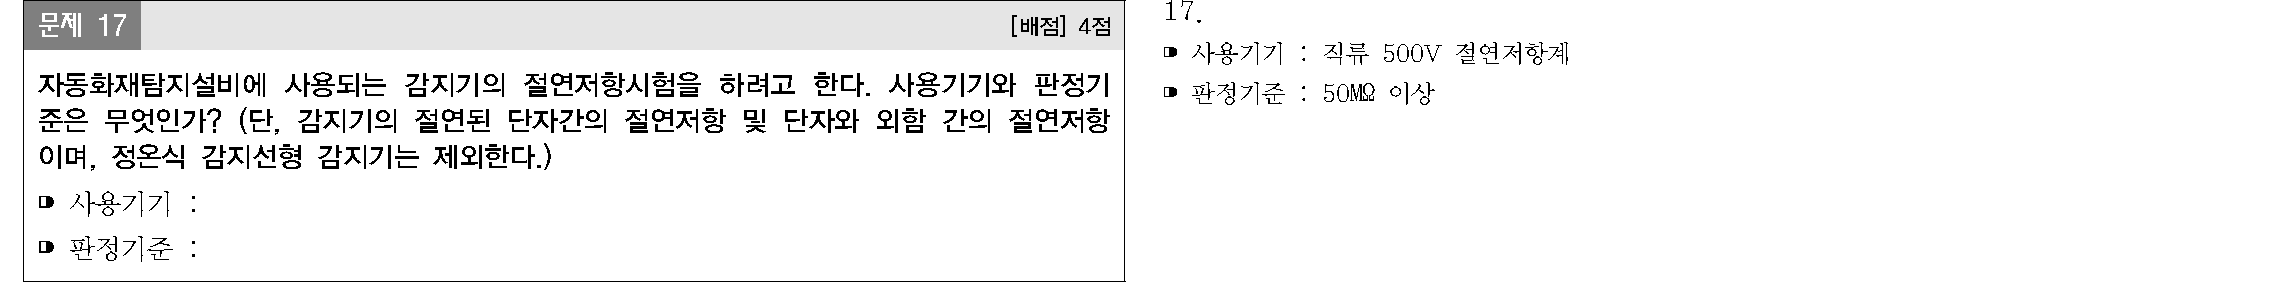 문제 17
[배점] 4점
자동화재탐지설비에 사용되는 감지기의 절연저항시험을 하려고 한다. 사용기기와 판정기
준은 무엇인가? (단, 감지기의 절연된 단자간의 절연저항 및 단자와 외함 간의 절연저항
이며, 정온식 감지선형 감지기는 제외한다.)
사용기기 :
판정기준 :
17.
사용기기 : 직류 500V 절연저항계
판정기준 : 50㏁ 이상